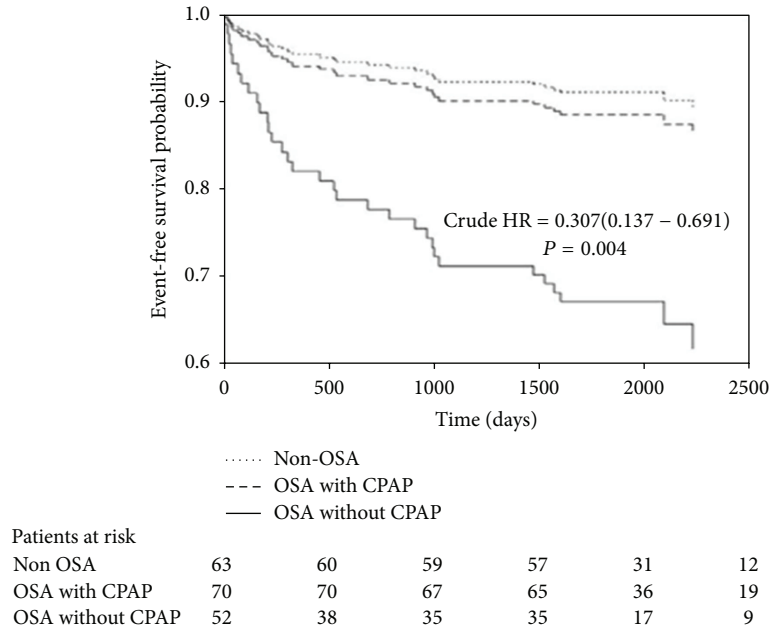 1.0
0.9
0.8
0.7
0.6
Event-free survival probability
Crude HR = 0.307(0.137 − 0.691)
P = 0.004
0 500 1000 1500 2000 2500
Time (days)
Non-OSA
OSA with CPAP
OSA without CPAP
Patients at risk
Non OSA 63 60 59 57 31 12
OSA with CPAP 70 70 67 65 36 19
OSA without CPAP 52 38 35 35 17 9